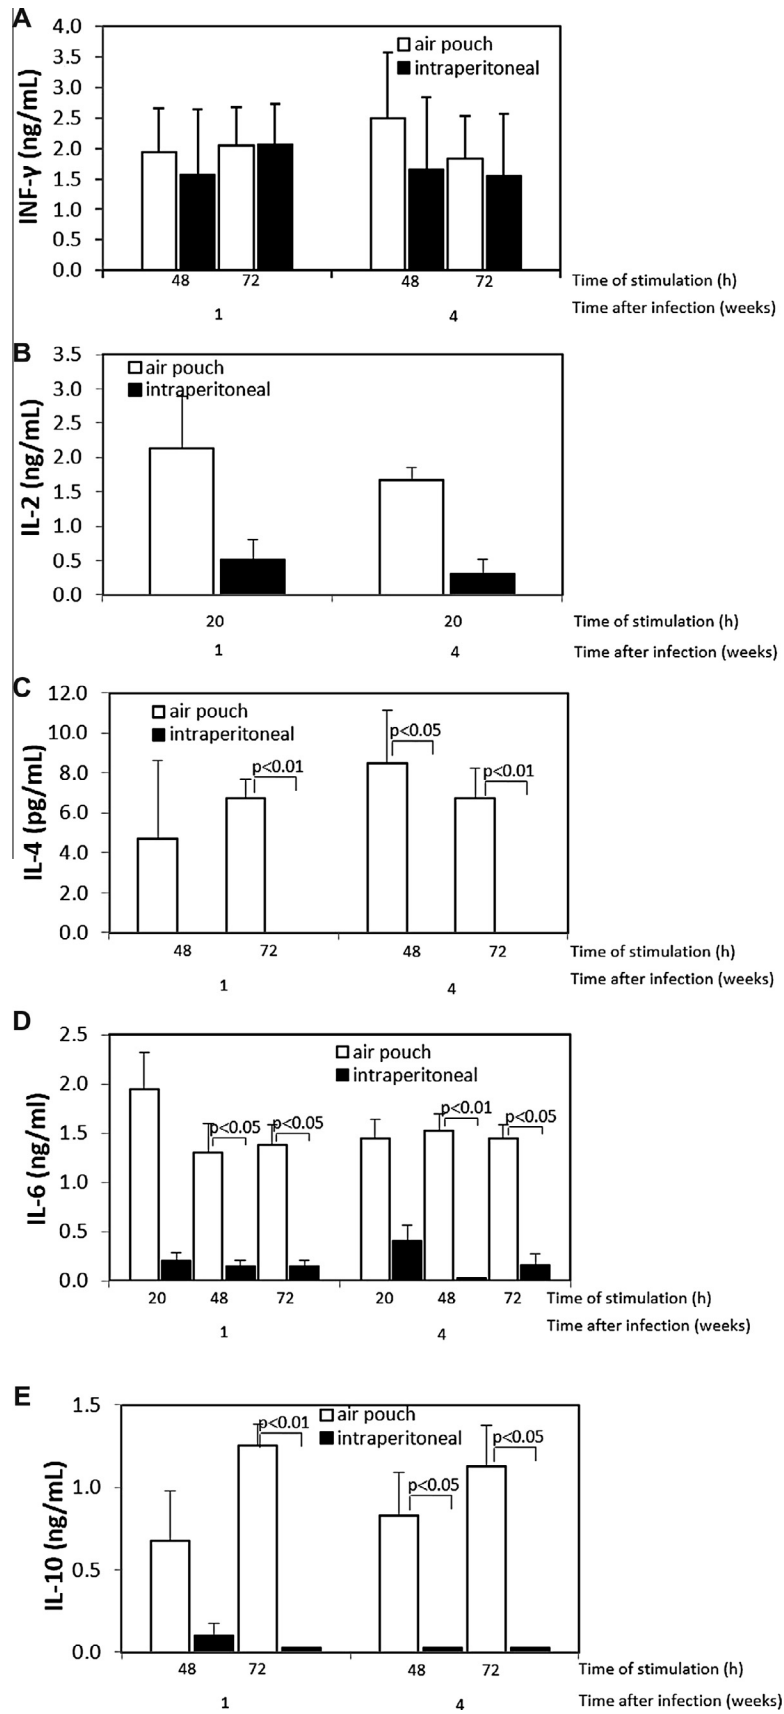 A
INF-γ (ng/mL)
4.0
3.5
3.0
2.5
2.0
1.5
1.0
0.5
0.0
air pouch
intraperitoneal
48 72 48 72 Time of stimulation (h)
1 4 Time after infection (weeks)
B
IL-2 (ng/mL)
3.5
3.0
2.5
2.0
1.5
1.0
0.5
0.0
air pouch
intraperitoneal
20 20 Time of stimulation (h)
1 4 Time after infection (weeks)
C
IL-4 (pg/mL)
12.0
10.0
8.0
6.0
4.0
2.0
0.0
air pouch
intraperitoneal
p<0.01
p<0.05
p<0.01
48 72 48 72 Time of stimulation (h)
1 4 Time after infection (weeks)
D
IL-6 (ng/ml)
2.5
2.0
1.5
1.0
0.5
0.0
air pouch
intraperitoneal
p<0.05
p<0.05
p<0.01
p<0.05
20 48 72 20 48 72 Time of stimulation (h)
1 4 Time after infection (weeks)
E
IL-10 (ng/mL)
1.5
1.0
0.5
0.0
air pouch
intraperitoneal
p<0.01
p<0.05
p<0.05
48 72 48 72 Time of stimulation (h)
1 4 Time after infection (weeks)